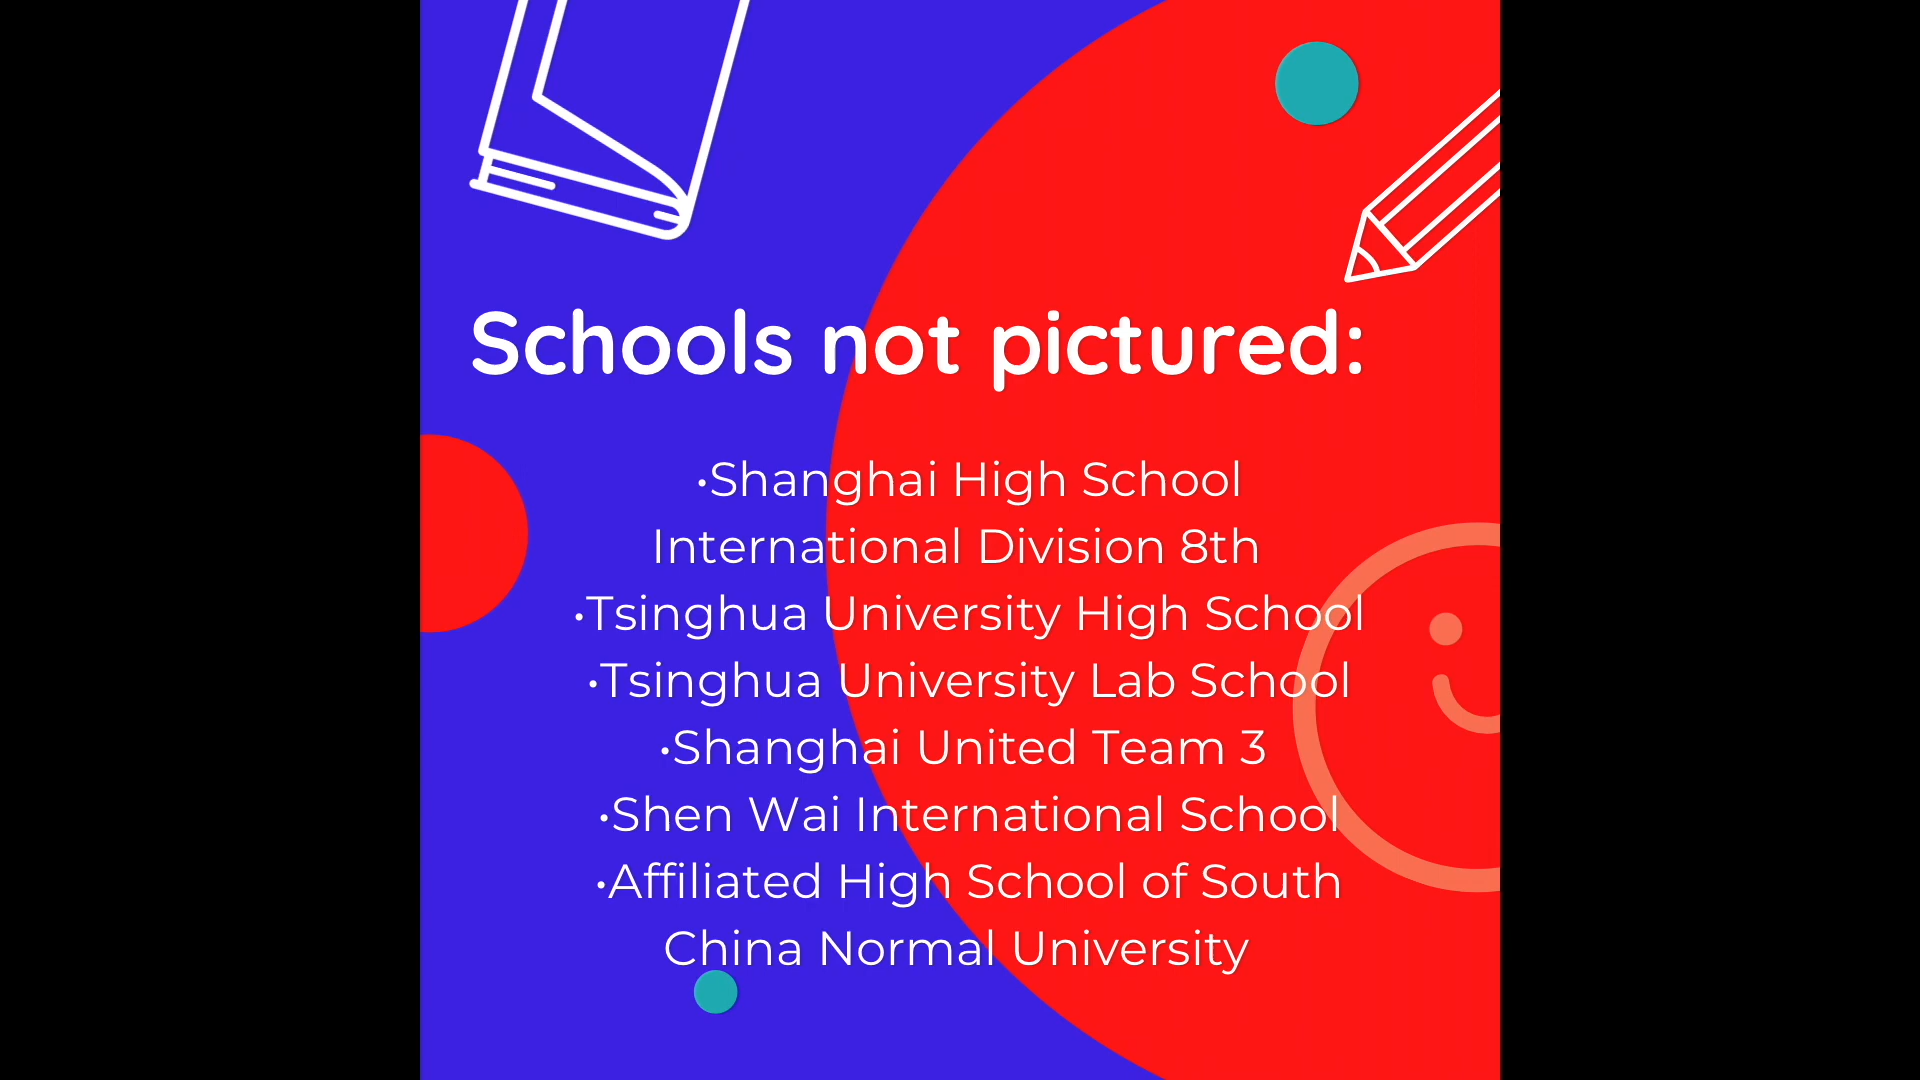 Schools not pictured:
•Shanghai High School
International Division 8th
•Tsinghua University High School
•Tsinghua University Lab School
•Shanghai United Team 3
•Shen Wai International School
•Affiliated High School of South
China Normal University